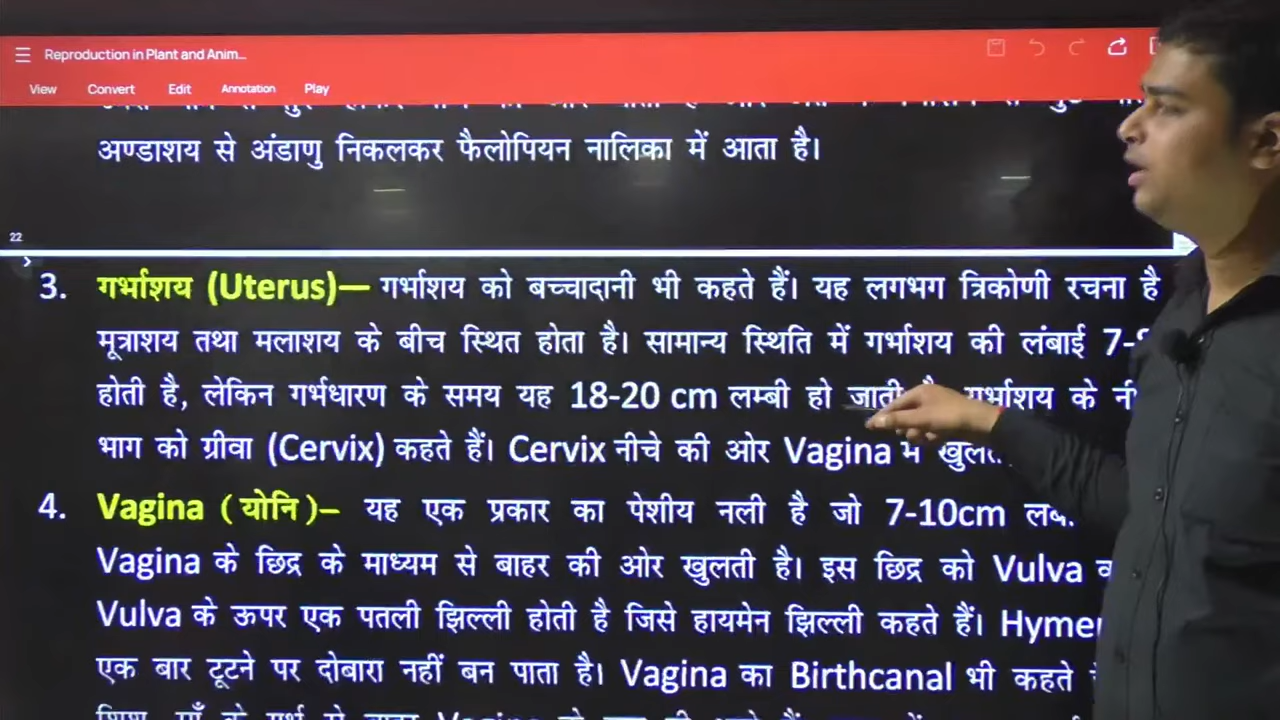 Reproduction in Plant and Anim...
View Convert Edit Annotation Play
अण्डाशय से अंडाणु निकलकर फैलोपियन नालिका में आता है।
22
3. गर्भाशय (Uterus)— गर्भाशय को बच्चादानी भी कहते हैं। यह लगभग त्रिकोणी रचना है
मूत्राशय तथा मलाशय के बीच स्थित होता है। सामान्य स्थिति में गर्भाशय की लंबाई
होती है, लेकिन गर्भधारण के समय यह 18-20 cm लम्बी हो जाती गर्भाशय के
भाग को ग्रीवा (Cervix) कहते हैं। Cervix नीचे की ओर Vagina में
4. Vagina ( योनि )– यह एक प्रकार का पेशीय नली है जो 7-10cm
Vagina के छिद्र के माध्यम से बाहर की ओर खुलती है। इस छिद्र को Vulva
Vulva के ऊपर एक पतली झिल्ली होती है जिसे हायमेन झिल्ली कहते हैं।
एक बार टूटने पर दोबारा नहीं बन पाता है। Vagina का Birthcanal भी कहते